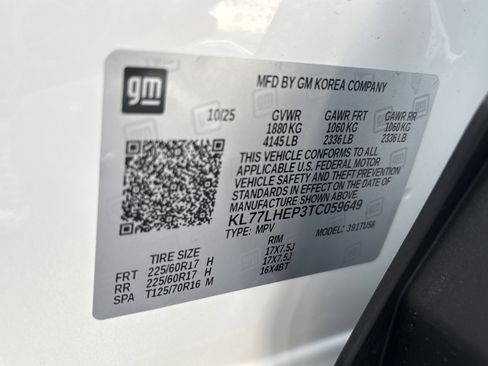 gm
MFD BY GM KOREA COMPANY
10/25 GVWR GAWR FRT GAWR RR
1880 KG 1060 KG 1060 KG
4145 LB 2336 LB 2336 LB
THIS VEHICLE CONFORMS TO ALL
APPLICABLE U.S. FEDERAL MOTOR
VEHICLE SAFETY AND THEFT PREVENTION
STANDARDS IN EFFECT ON THE DATE OF
MANUFACTURE SHOWN ABOVE.
KL77LHEP3TC059649
TYPE: MPV MODEL: 3917U58
TIRE SIZE RIM
FRT 225/60R17 H 17X7.5J
RR 225/60R17 H 17X7.5J
SPA T125/70R16 M 16X4BT